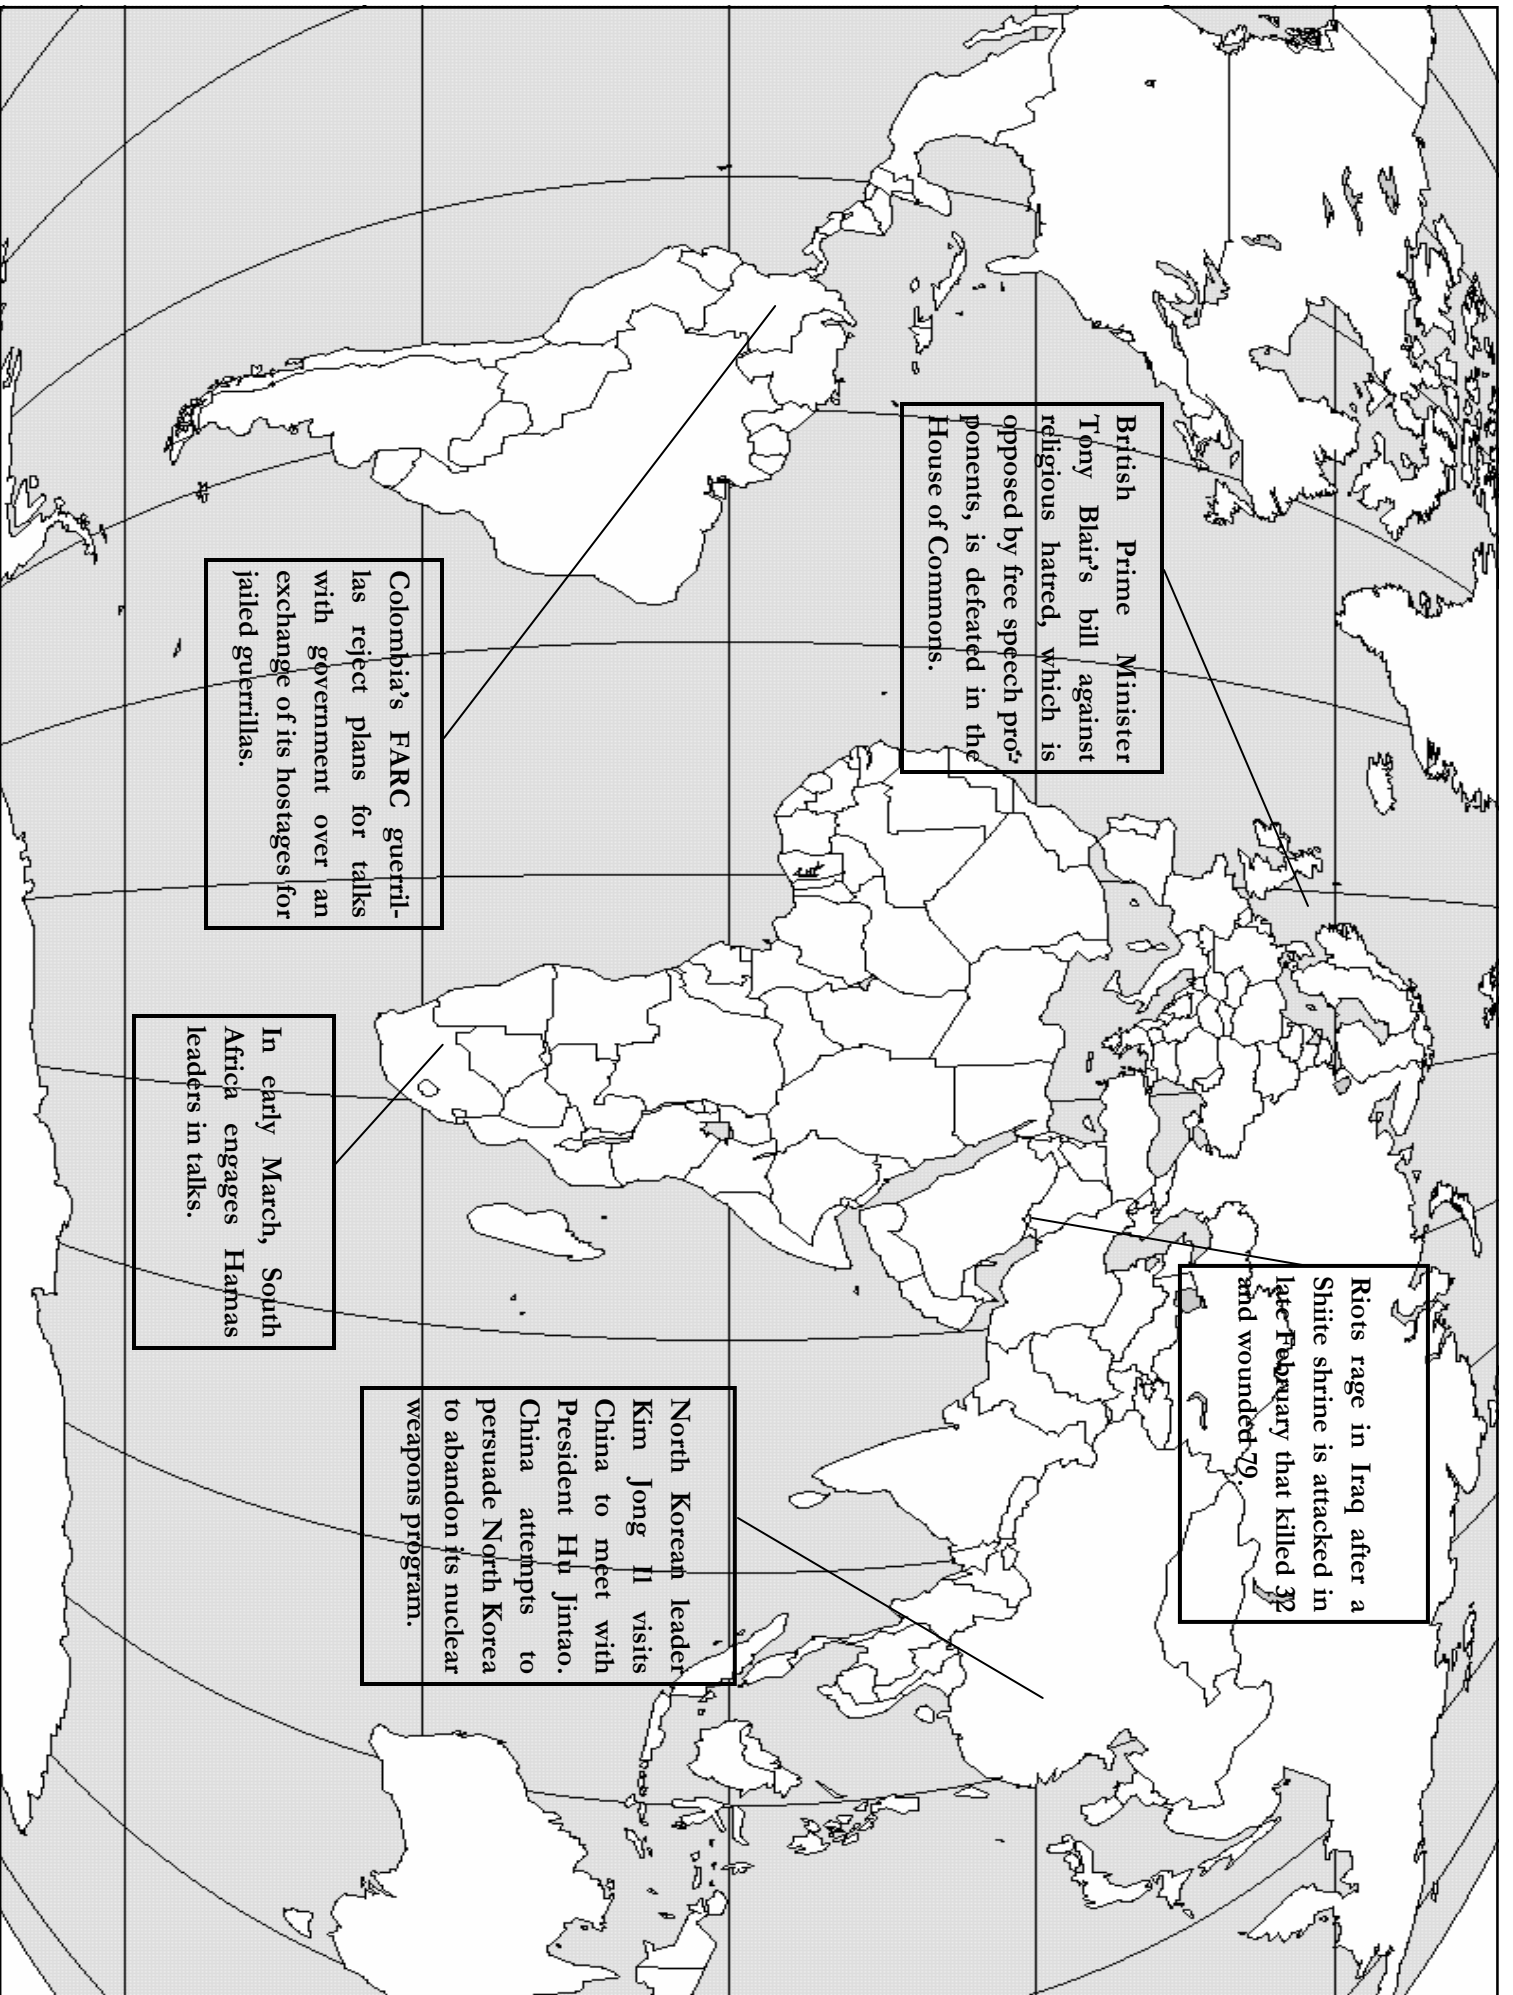 British Prime Minister
Tony Blair's bill against
religious hatred, which is
opposed by free speech pro-
ponents, is defeated in the
House of Commons.
Riots rage in Iraq after a
Shiite shrine is attacked in
late February that killed 32
and wounded 79.
Colombia's FARC guerril-
las reject plans for talks
with government over an
exchange of its hostages for
jailed guerrillas.
In early March, South
Africa engages Hamas
leaders in talks.
North Korean leader
Kim Jong Il visits
China to meet with
President Hu Jintao.
China attempts to
persuade North Korea
to abandon its nuclear
weapons program.